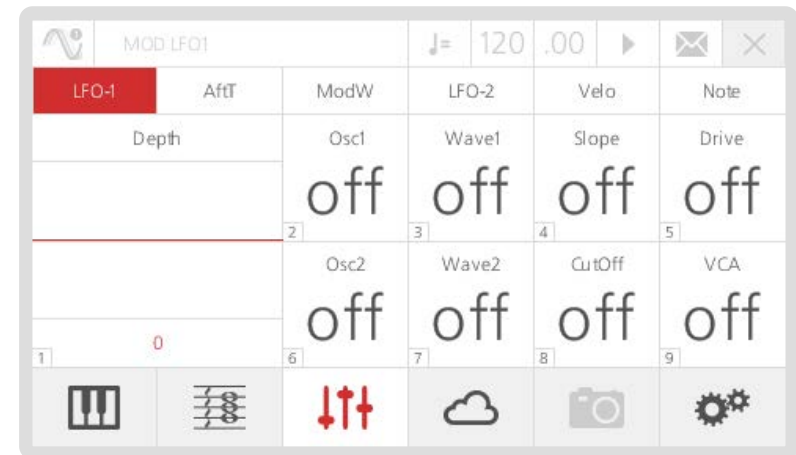 MOD LFO1 ♩= 120 .00
LFO-1 AftT ModW LFO-2 Velo Note
Depth Osc1 Wave1 Slope Drive
off off off off
2 3 4 5
Osc2 Wave2 CutOff VCA
0 off off off off
1 6 7 8 9